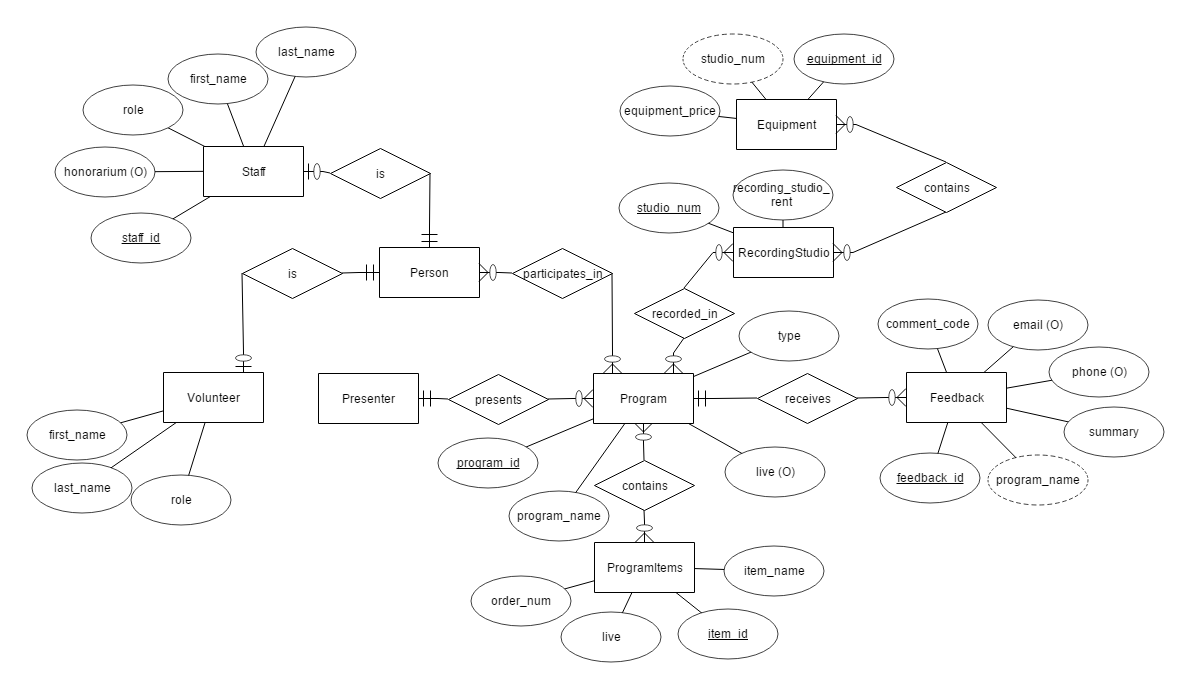 last_name
first_name
role
Staff
honorarium (O)
staff_id
is
studio_num
equipment_id
equipment_price
Equipment
contains
recording_studio_
rent
studio_num
RecordingStudio
is
Person
participates_in
recorded_in
type
Volunteer
first_name
last_name
role
Presenter
presents
Program
receives
program_id
program_name
live (O)
contains
ProgramItems
order_num
live
item_id
item_name
comment_code
email (O)
phone (O)
Feedback
summary
feedback_id
program_name